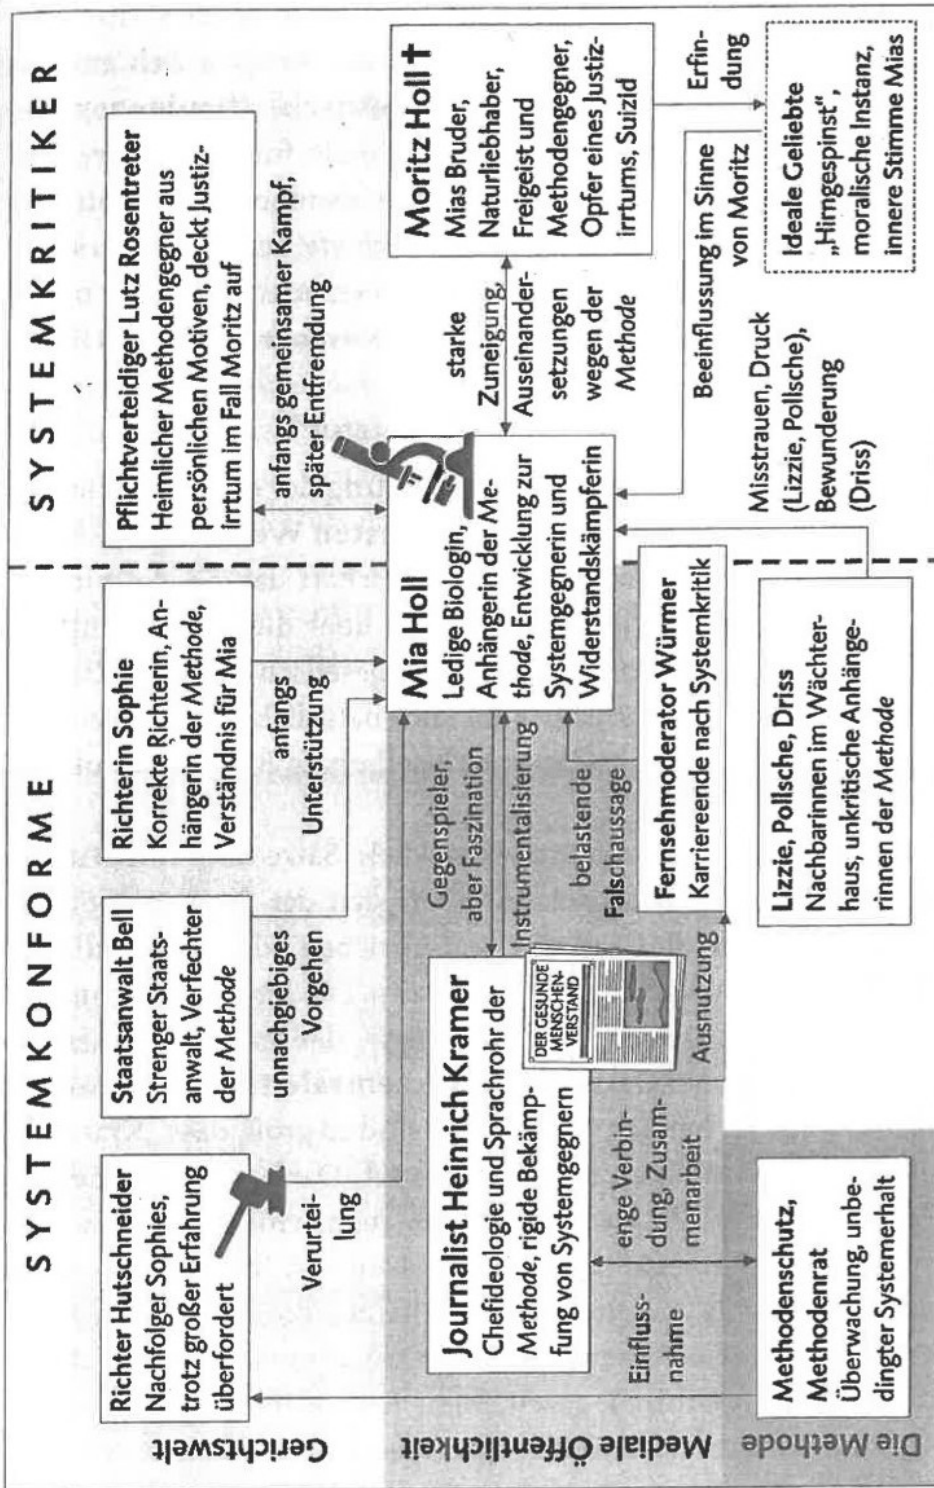 SYSTEMKONFORME
SYSTEMKRITIKER
Gerichtswelt
Richter Hutschneider
Nachfolger Sophies,
trotz großer Erfahrung
überfordert
Staatsanwalt Bell
Strenger Staats-
anwalt, Verfechter
der Methode
Richterin Sophie
Korrekte Richterin, An-
hängerin der Methode,
Verständnis für Mia
Pflichtverteidiger Lutz Rosentreter
Heimlicher Methodengegner aus
persönlichen Motiven, deckt Justiz-
irrtum im Fall Moritz auf
Verurtei-
lung
unnachgiebiges
Vorgehen
anfangs
Unterstützung
anfangs gemeinsamer Kampf,
später Entfremdung
Mediale Öffentlichkeit
Journalist Heinrich Kramer
Chefideologie und Sprachrohr der
Methode, rigide Bekämp-
fung von Systemgegnern
DER GESUNDE
MENSCHEN-
VERSTAND
Gegenspieler,
aber Faszination
Instrumentalisierung
Mia Holl
Ledige Biologin,
Anhängerin der Me-
thode, Entwicklung zur
Systemgegnerin und
Widerstandskämpferin
starke
Zuneigung,
Auseinander-
setzungen
wegen der
Methode
Moritz Holl †
Mias Bruder,
Naturliebhaber,
Freigeist und
Methodengegner,
Opfer eines Justiz-
irrtums, Suizid
Einfluss-
nahme
enge Verbin-
dung, Zusam-
menarbeit
Ausnutzung
belastende
Falschaussage
Fernsehmoderator Würmer
Karrierende nach Systemkritik
Misstrauen, Druck
(Lizzie, Pollsche),
Bewunderung
(Driss)
Beeinflussung im Sinne
von Moritz
Erfin-
dung
Die Methode
Methodenschutz,
Methodenrat
Überwachung, unbe-
dingter Systemerhalt
Lizzie, Pollsche, Driss
Nachbarinnen im Wächter-
haus, unkritische Anhänge-
rinnen der Methode
Ideale Geliebte
„Hirngespinst“,
moralische Instanz,
innere Stimme Mias